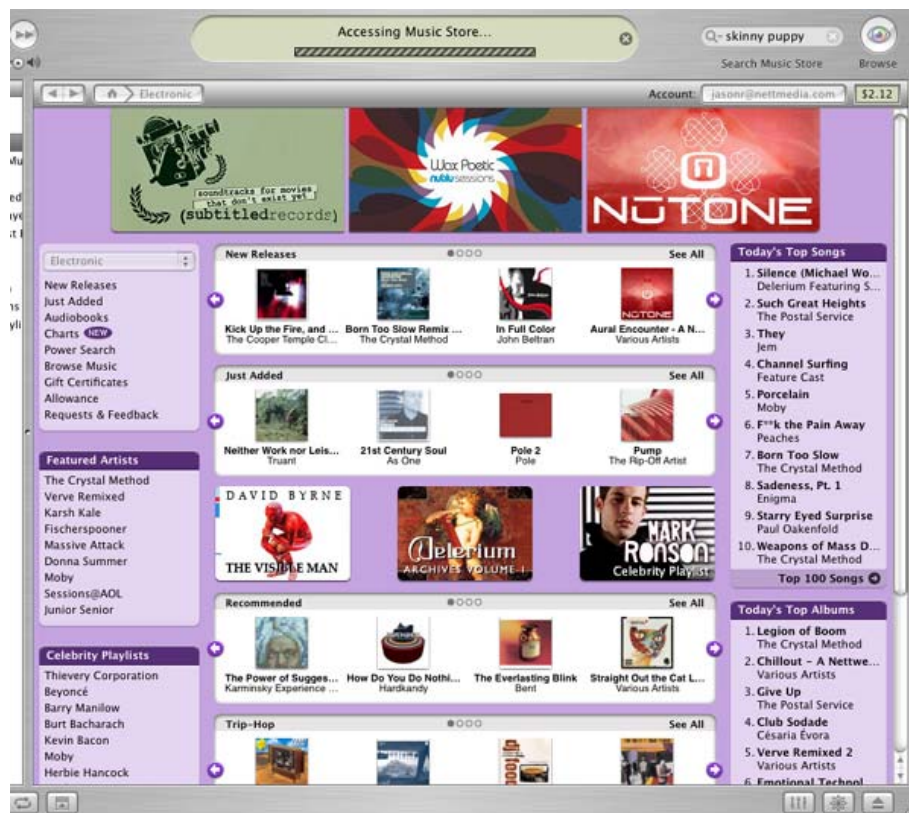 Accessing Music Store...
skinny puppy
Search Music Store
Browse
Electronic
Account:
jasonr@nettmedia.com
$2.12
soundtracks for movies
that don't exist yet
(subtitledrecords)
Wax Poetic
nublu sessions
NŪTONE
Electronic
New Releases
Just Added
Audiobooks
Charts NEW
Power Search
Browse Music
Gift Certificates
Allowance
Requests & Feedback
Featured Artists
The Crystal Method
Verve Remixed
Karsh Kale
Fischerspooner
Massive Attack
Donna Summer
Moby
Sessions@AOL
Junior Senior
Celebrity Playlists
Thievery Corporation
Beyoncé
Barry Manilow
Burt Bacharach
Kevin Bacon
Moby
Herbie Hancock
New Releases
See All
NŪTONE
Kick Up the Fire, and ...
The Cooper Temple Cl...
Born Too Slow Remix ...
The Crystal Method
In Full Color
John Beltran
Aural Encounter - A N...
Various Artists
Just Added
See All
Neither Work nor Leis...
Truant
21st Century Soul
As One
Pole 2
Pole
Pump
The Rip-Off Artist
DAVID BYRNE
THE VISIBLE MAN
Delerium
ARCHIVES VOLUME I
MARK
RONSON
Celebrity Playlist
Recommended
See All
The Power of Sugges...
Karminsky Experience ...
How Do You Do Nothi...
Hardkandy
The Everlasting Blink
Bent
Straight Out the Cat L...
Various Artists
Trip-Hop
See All
Today's Top Songs
1. Silence (Michael Wo...
Delerium Featuring S...
2. Such Great Heights
The Postal Service
3. They
Jem
4. Channel Surfing
Feature Cast
5. Porcelain
Moby
6. F**k the Pain Away
Peaches
7. Born Too Slow
The Crystal Method
8. Sadeness, Pt. 1
Enigma
9. Starry Eyed Surprise
Paul Oakenfold
10. Weapons of Mass D...
The Crystal Method
Top 100 Songs
Today's Top Albums
1. Legion of Boom
The Crystal Method
2. Chillout - A Nettwe...
Various Artists
3. Give Up
The Postal Service
4. Club Sodade
Césaria Évora
5. Verve Remixed 2
Various Artists
6. Emotional Technol